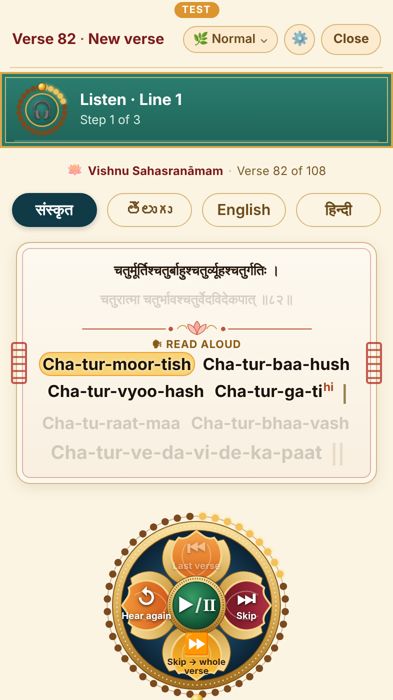 TEST
Verse 82 · New verse
Normal
Close
Listen · Line 1
Step 1 of 3
Vishnu Sahasranāmam · Verse 82 of 108
संस्कृत
తెలుగు
English
हिन्दी
चतुर्मूर्तिश्चतुर्बाहुश्चतुर्व्यूहश्चतुर्गतिः ।
चतुरात्मा चतुर्भावश्चतुर्वेदविदेकपात् ॥८२॥
READ ALOUD
Cha-tur-moor-tish Cha-tur-baa-hush
Cha-tur-vyoo-hash Cha-tur-ga-tihi |
Cha-tu-raat-maa Cha-tur-bhaa-vash
Cha-tur-ve-da-vi-de-ka-paat ||
Last verse
Hear again
Skip
Skip → whole
verse